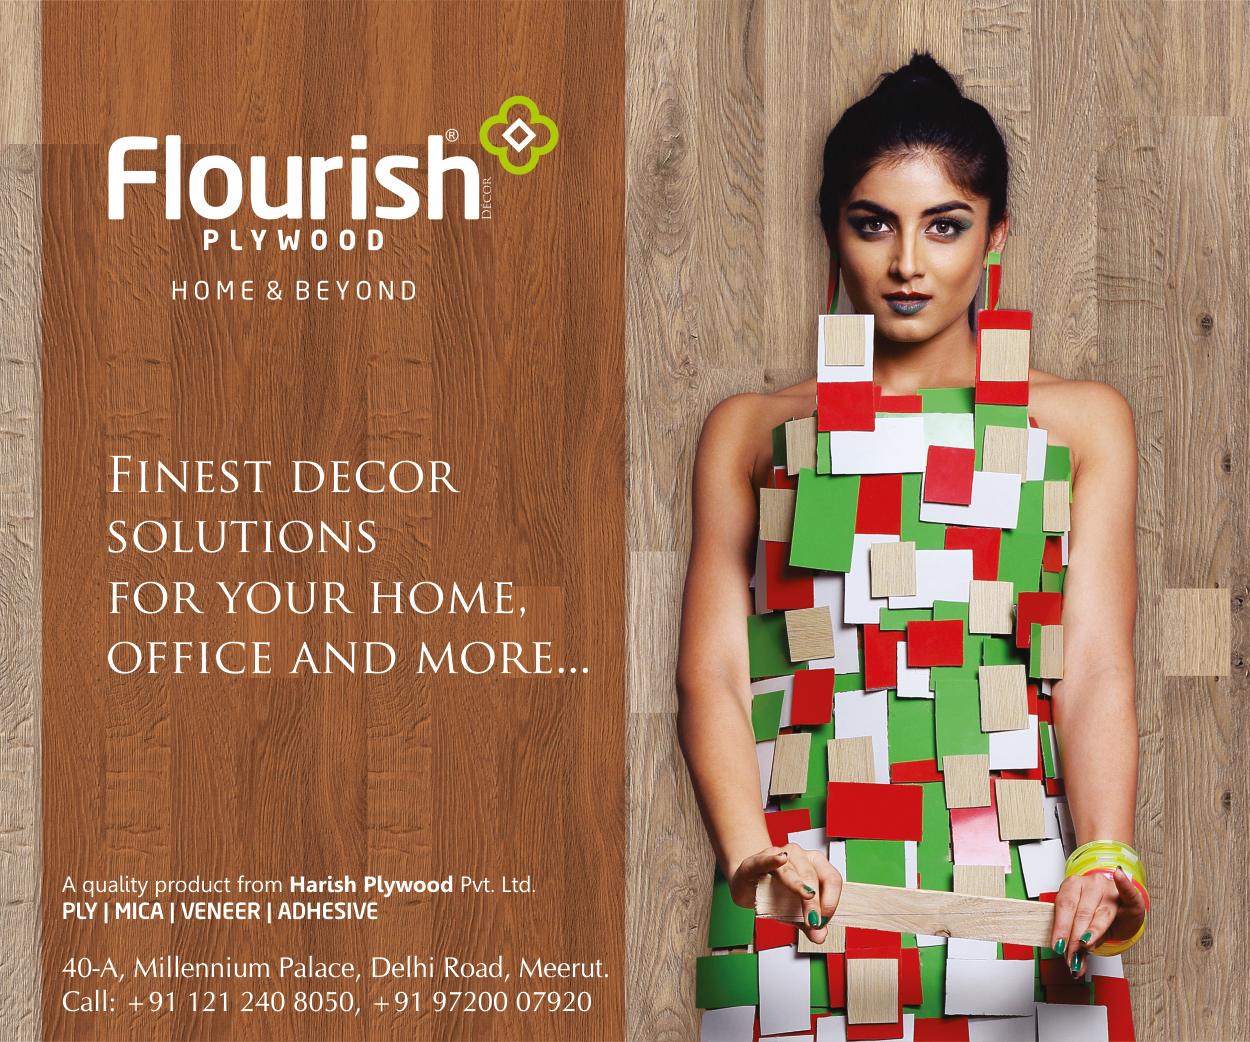 Flourish®
DÉCOR
PLYWOOD
HOME & BEYOND
FINEST DECOR
SOLUTIONS
FOR YOUR HOME,
OFFICE AND MORE...
A quality product from Harish Plywood Pvt. Ltd.
PLY | MICA | VENEER | ADHESIVE
40-A, Millennium Palace, Delhi Road, Meerut.
Call: +91 121 240 8050, +91 97200 07920